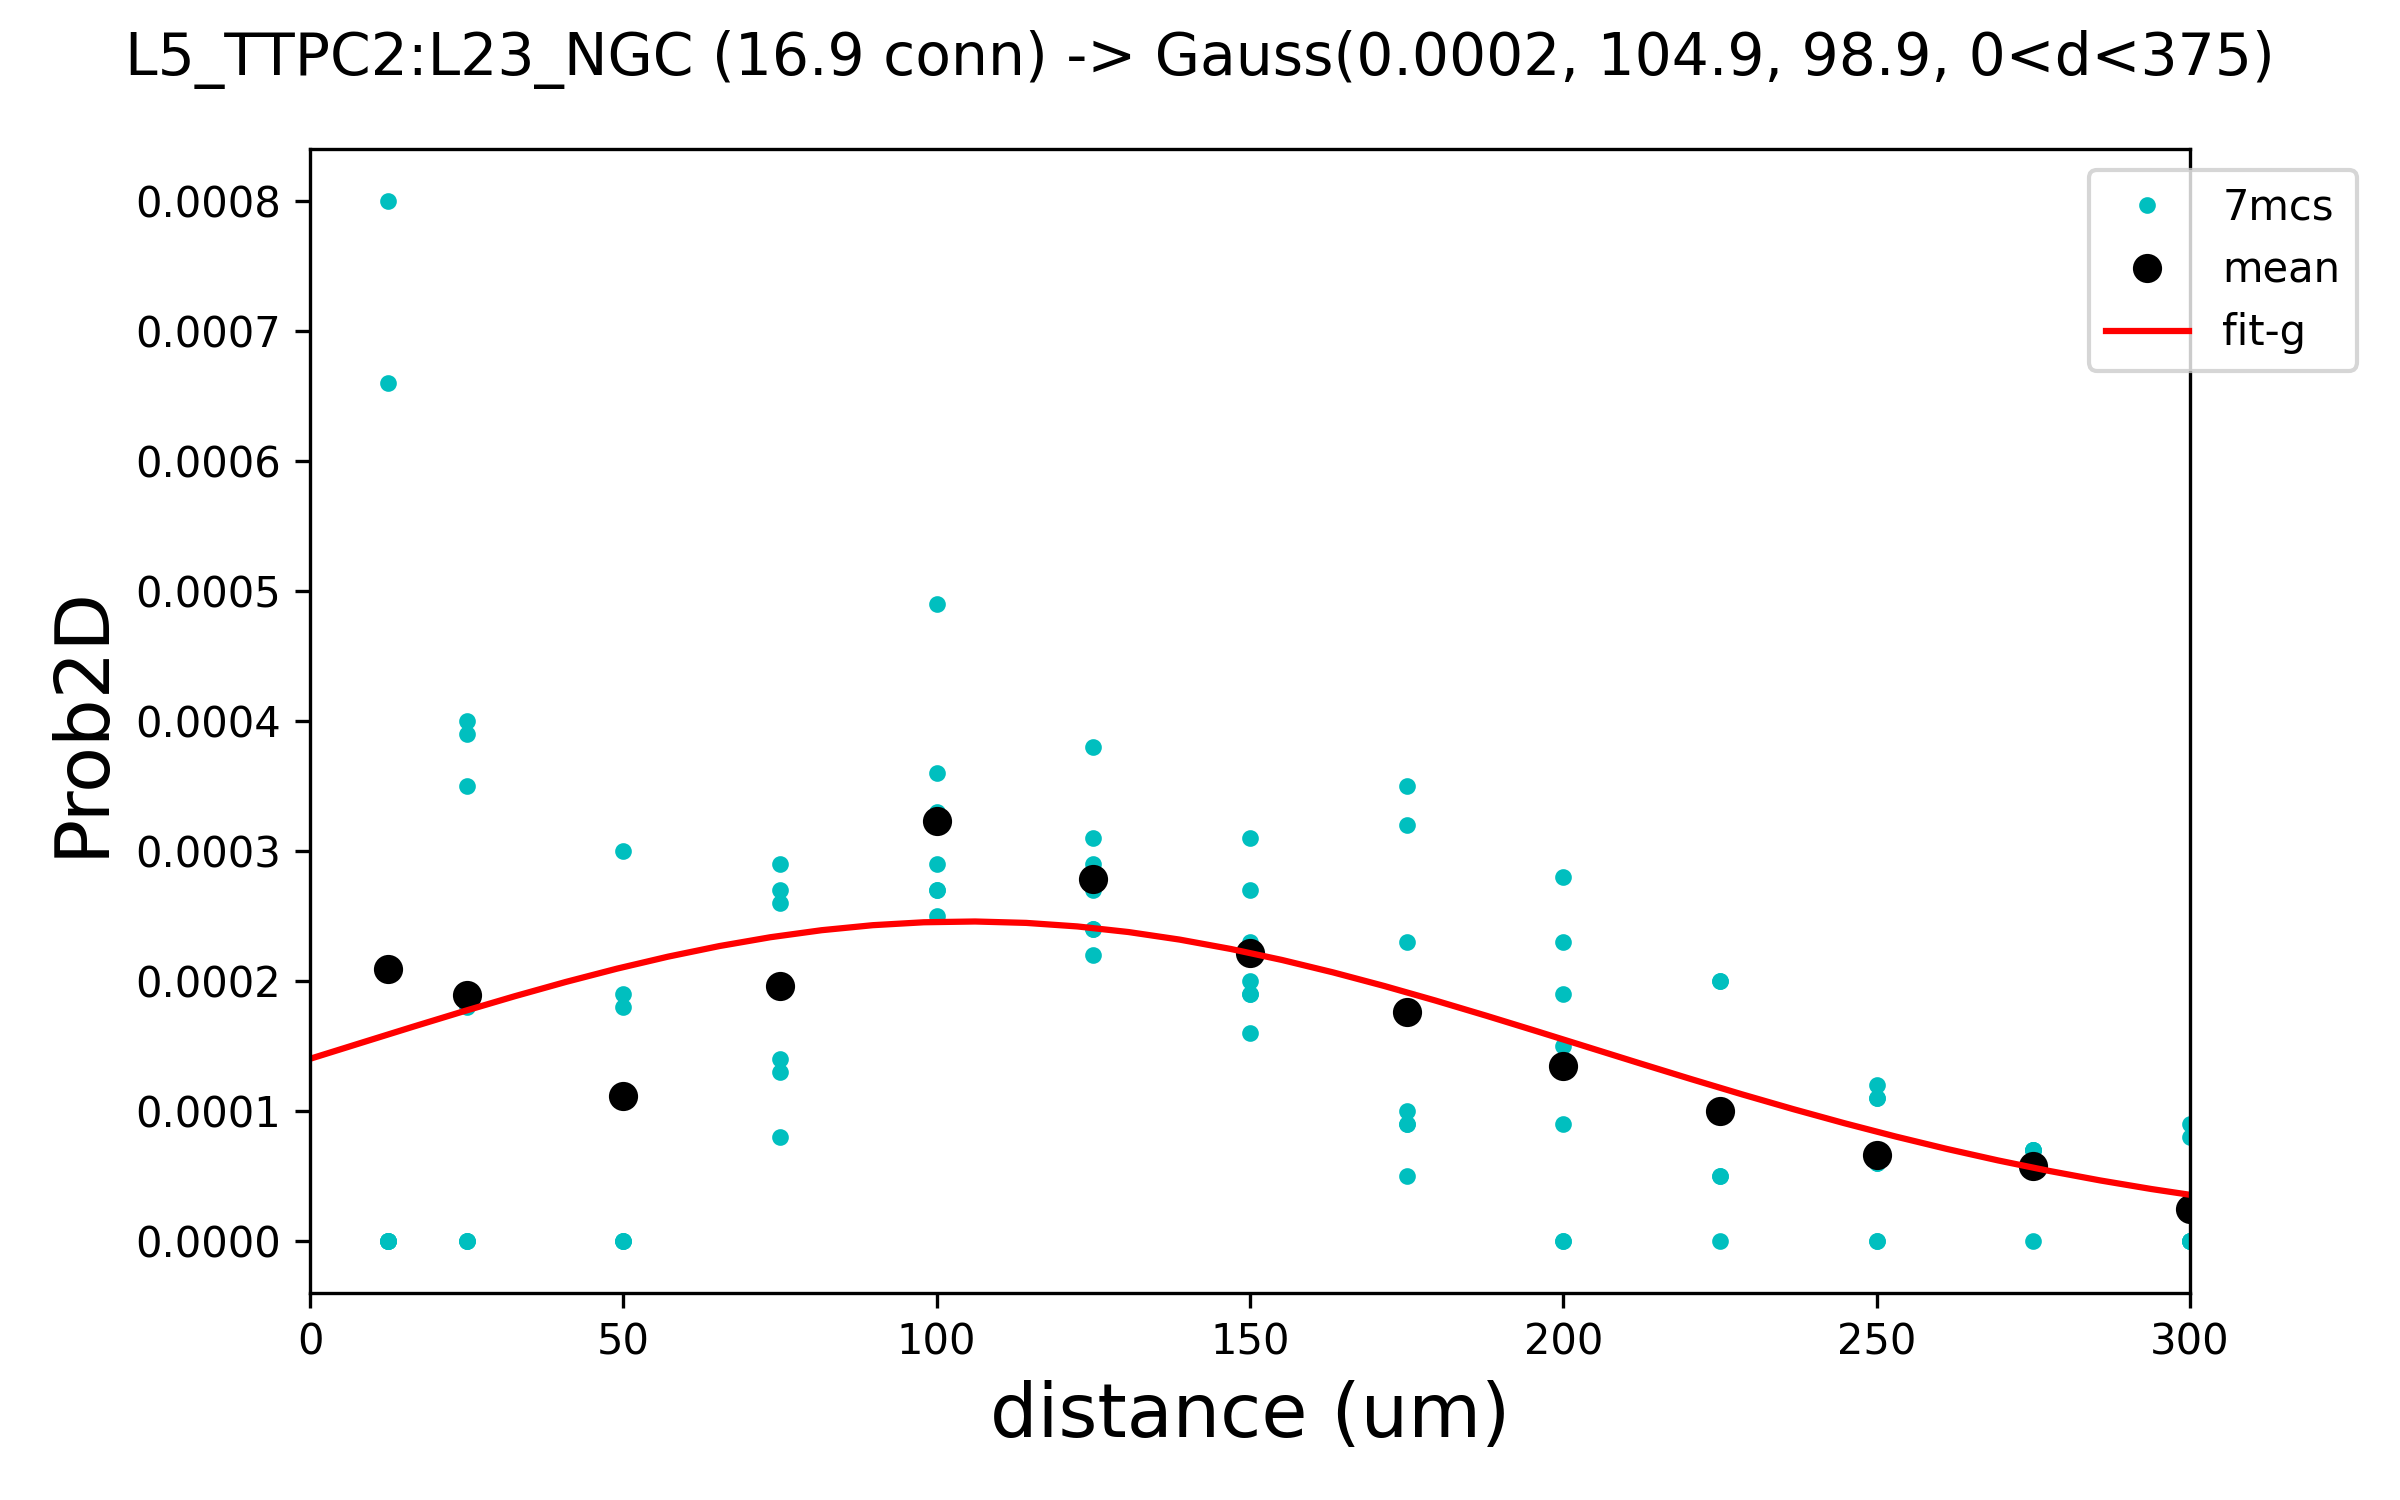 L5_TTPC2:L23_NGC (16.9 conn) -> Gauss(0.0002, 104.9, 98.9, 0<d<375)
7mcs
mean
fit-g
Prob2D
0.0008
0.0007
0.0006
0.0005
0.0004
0.0003
0.0002
0.0001
0.0000
0 50 100 150 200 250 300
distance (um)